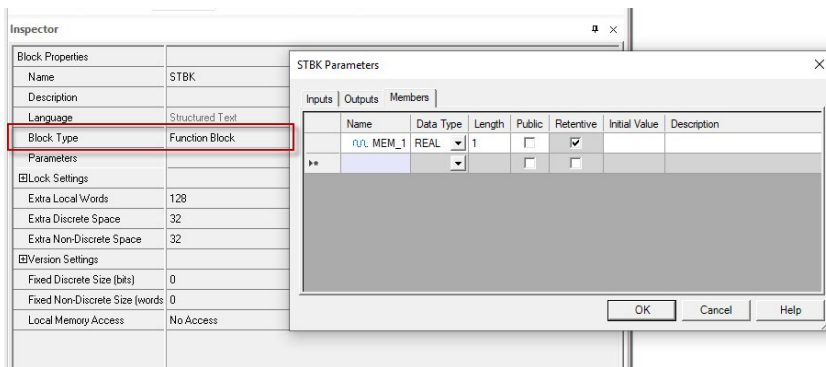 Inspector
Block Properties
Name STBK
Description
Language Structured Text
Block Type Function Block
Parameters
Lock Settings
Extra Local Words 128
Extra Discrete Space 32
Extra Non-Discrete Space 32
Version Settings
Fixed Discrete Size (bits) 0
Fixed Non-Discrete Size (words 0
Local Memory Access No Access
STBK Parameters
Inputs Outputs Members
Name Data Type Length Public Retentive Initial Value Description
MEM_1 REAL 1
OK Cancel Help